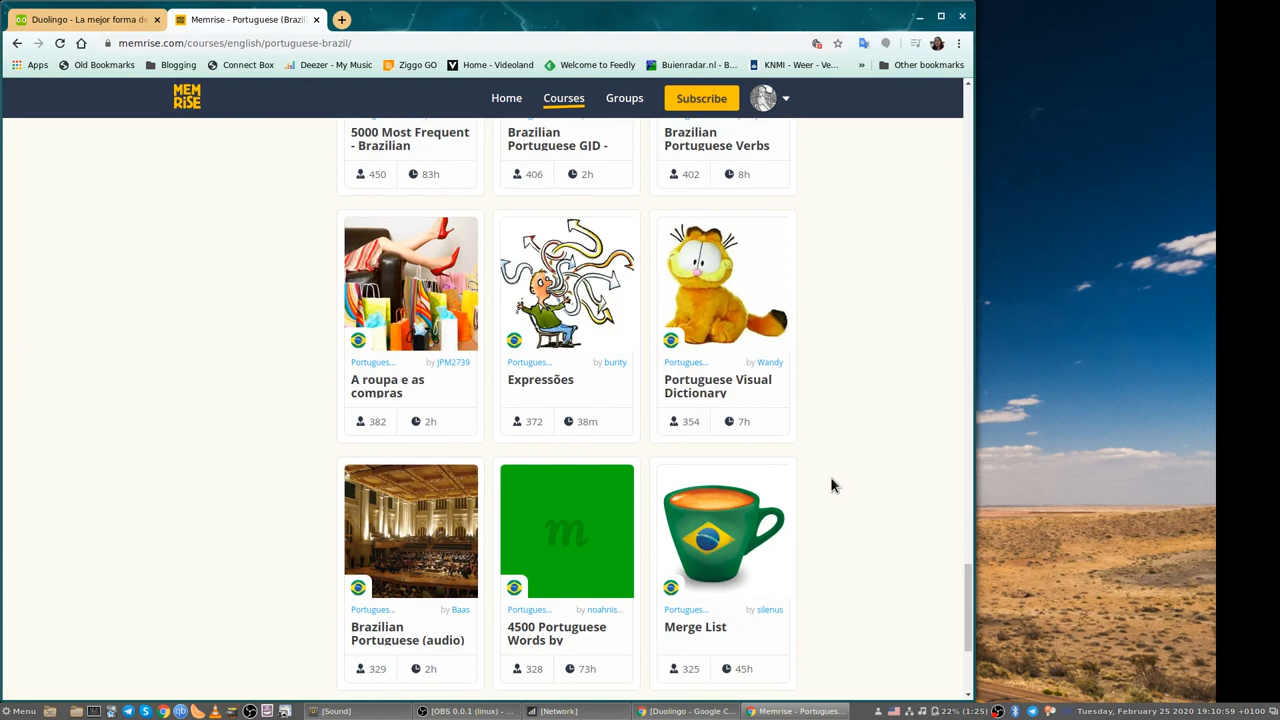 Duolingo - La mejor forma de
Memrise - Portuguese (Brazil
memrise.com/courses/english/portuguese-brazil/
Apps
Old Bookmarks
Blogging
Connect Box
Deezer - My Music
Ziggo GO
Home - Videoland
Welcome to Feedly
Buienradar.nl - B...
KNMI - Weer - Ve...
»
Other bookmarks
MEM
RiSE
Home
Courses
Groups
Subscribe
5000 Most Frequent
- Brazilian
450
83h
Brazilian
Portuguese GJD -
406
2h
Brazilian
Portuguese Verbs
402
8h
Portugues...
by JPM2739
A roupa e as
compras
382
2h
Portugues...
by burity
Expressões
372
38m
Portugues...
by Wandy
Portuguese Visual
Dictionary
354
7h
Portugues...
by Baas
Brazilian
Portuguese (audio)
329
2h
m
Portugues...
by noahnis...
4500 Portuguese
Words by
328
73h
Portugues...
by silenus
Merge List
325
45h
Menu
[Sound]
OBS 0.0.1 (linux) - ...
[Network]
[Duolingo - Google C...
Memrise - Portugues...
22% (1:25)
Tuesday, February 25 2020 19:10:59 +0100